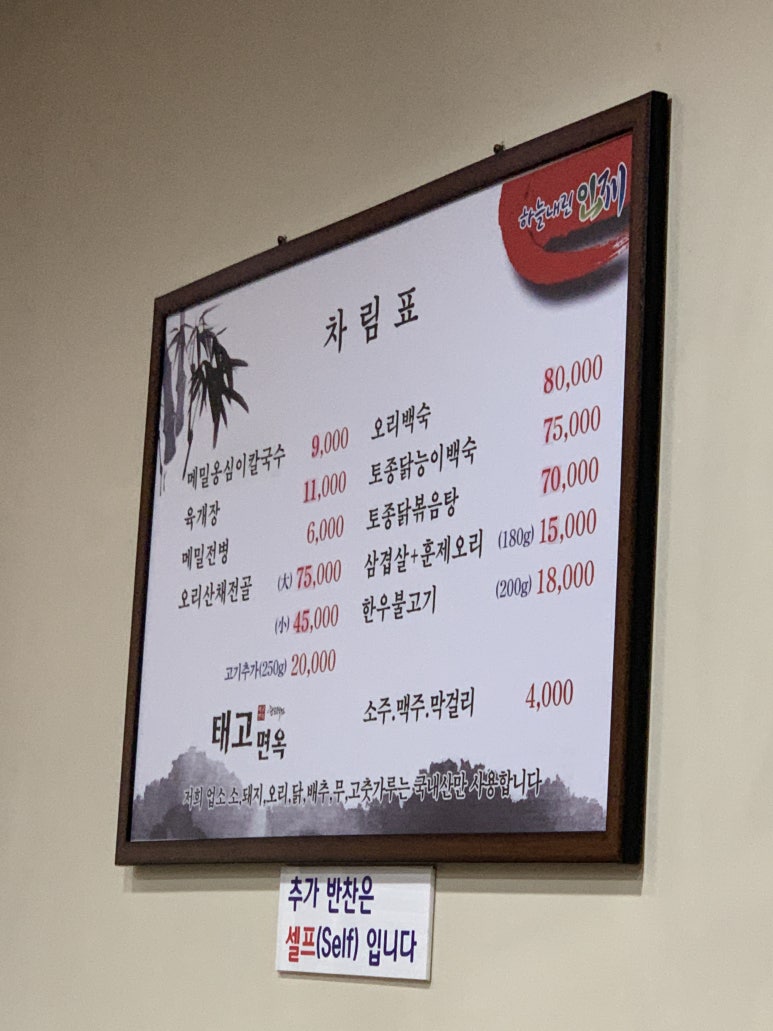 하늘내린 인제
차림표
메밀옹심이칼국수 9,000
육개장 11,000
메밀전병 6,000
오리산채전골 (大) 75,000
(小) 45,000
고기추가(250g) 20,000
오리백숙 80,000
토종닭능이백숙 75,000
토종닭볶음탕 70,000
삼겹살+훈제오리 (180g) 15,000
한우불고기 (200g) 18,000
소주.맥주.막걸리 4,000
태고면옥
저희 업소 소,돼지,오리,닭,배추,무,고춧가루는 국내산만 사용합니다
추가 반찬은
셀프(Self) 입니다